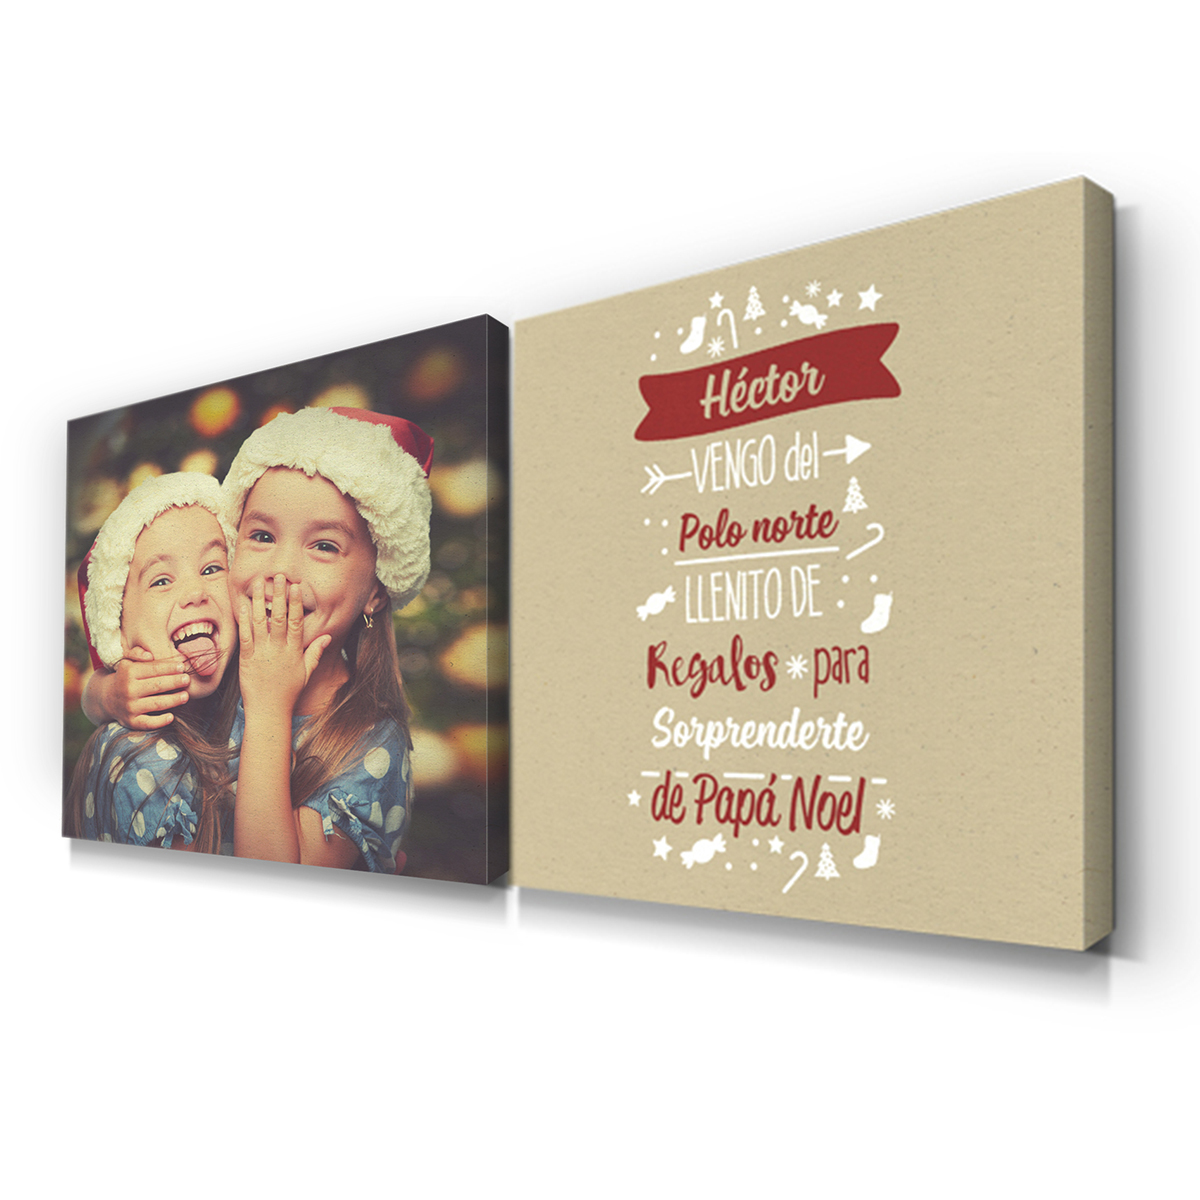 Héctor
VENGO del
Polo norte
LLENITO DE
Regalos * para
Sorprenderte
de Papá Noel